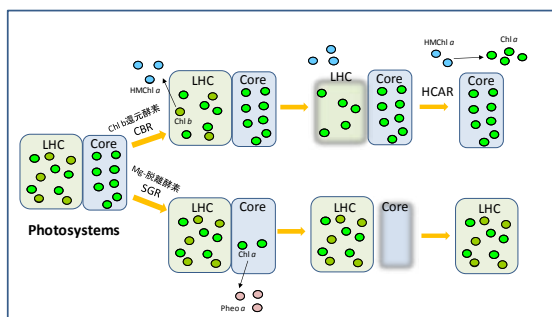 HMChl a
LHC
Core
Chl b
HMChl a
Chl a
LHC
Core
HCAR
Core
Chl b還元酵素
CBR
LHC
Core
Photosystems
Mg-脱離酵素
SGR
LHC
Core
Chl a
Pheo a
LHC
Core
LHC